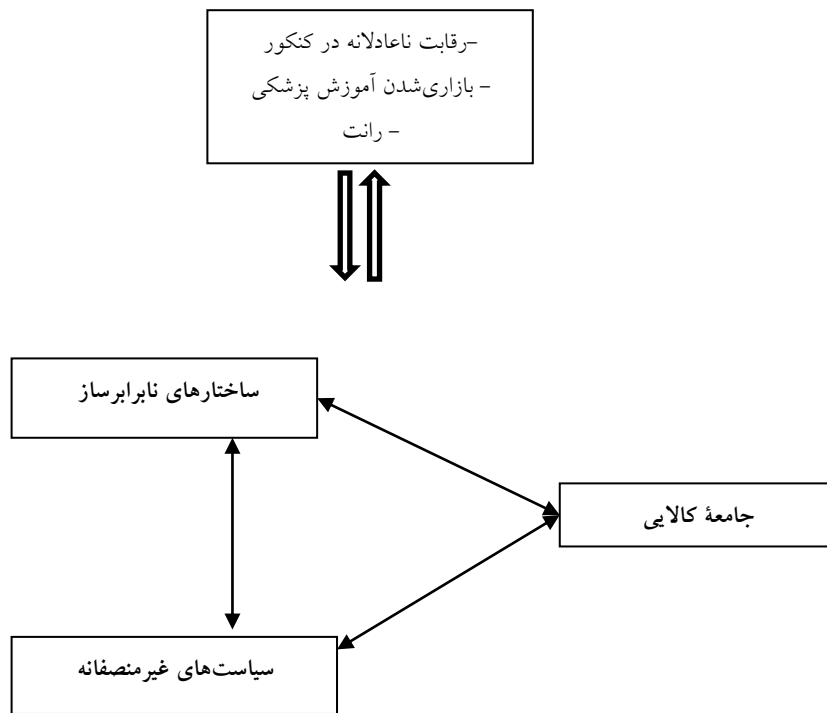 -رقابت ناعادلانه در کنکور
- بازاری‌شدن آموزش پزشکی
- رانت
ساختارهای نابرابرساز
جامعهٔ کالایی
سیاست‌های غیرمنصفانه